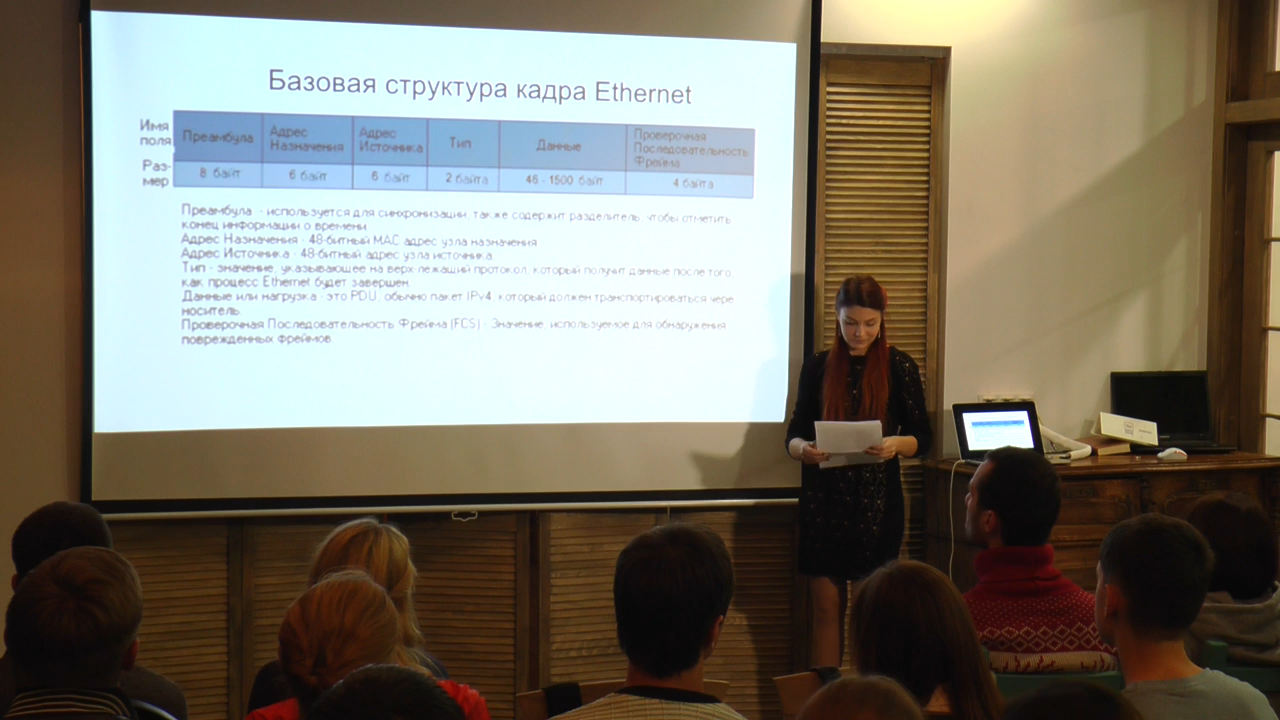 Базовая структура кадра Ethernet
Имя поля Преамбула Адрес Назначения Адрес Источника Тип Данные Проверочная Последовательность Фрейма
Раз-мер 8 байт 6 байт 6 байт 2 байта 46 - 1500 байт 4 байта
Преамбула - используется для синхронизации, также содержит разделитель, чтобы отметить
конец информации о времени
Адрес Назначения - 48-битный MAC адрес узла назначения
Адрес Источника - 48-битный адрес узла источника
Тип - значение, указывающее на верх-лежаший протокол, который получит данные после того,
как процесс Ethernet будет завершен
Данные или нагрузка - это PDU, обычно пакет IPv4, который должен транспортироваться чере
носитель.
Проверочная Последовательность Фрейма (FCS) - Значение, используемое для обнаружения
поврежденных фреймов